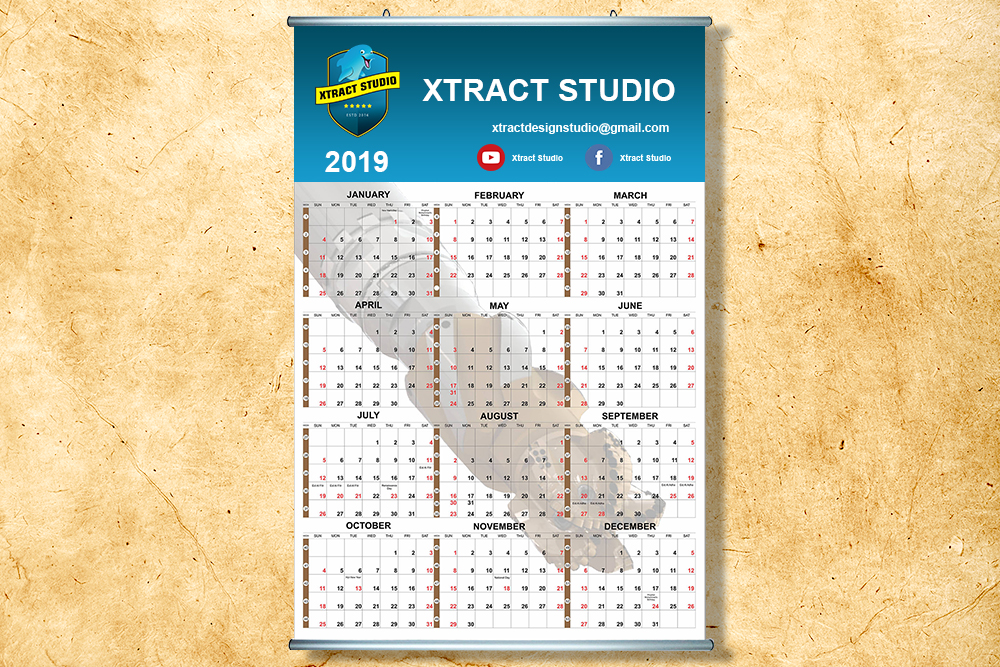 XTRACT STUDIO
ESTD 2016
2019
XTRACT STUDIO
xtractdesignstudio@gmail.com
Xtract Studio
Xtract Studio
JANUARY
SUN MON TUE WED THU FRI SAT
1 2 3
4 5 6 7 8 9 10
11 12 13 14 15 16 17
18 19 20 21 22 23 24
25 26 27 28 29 30 31
FEBRUARY
SUN MON TUE WED THU FRI SAT
1 2 3 4 5 6 7
8 9 10 11 12 13 14
15 16 17 18 19 20 21
22 23 24 25 26 27 28
MARCH
SUN MON TUE WED THU FRI SAT
1 2 3 4 5 6 7
8 9 10 11 12 13 14
15 16 17 18 19 20 21
22 23 24 25 26 27 28
29 30 31
APRIL
SUN MON TUE WED THU FRI SAT
1 2 3 4
5 6 7 8 9 10 11
12 13 14 15 16 17 18
19 20 21 22 23 24 25
26 27 28 29 30
MAY
SUN MON TUE WED THU FRI SAT
1 2
3 4 5 6 7 8 9
10 11 12 13 14 15 16
17 18 19 20 21 22 23
31
24 25 26 27 28 29 30
JUNE
SUN MON TUE WED THU FRI SAT
1 2 3 4 5 6
7 8 9 10 11 12 13
14 15 16 17 18 19 20
21 22 23 24 25 26 27
28 29 30
JULY
SUN MON TUE WED THU FRI SAT
1 2 3 4
5 6 7 8 9 10 11
12 13 14 15 16 17 18
19 20 21 22 23 24 25
26 27 28 29 30 31
AUGUST
SUN MON TUE WED THU FRI SAT
1
2 3 4 5 6 7 8
9 10 11 12 13 14 15
16 17 18 19 20 21 22
30 31
23 24 25 26 27 28 29
SEPTEMBER
SUN MON TUE WED THU FRI SAT
1 2 3 4 5
6 7 8 9 10 11 12
13 14 15 16 17 18 19
20 21 22 23 24 25 26
27 28 29 30
OCTOBER
SUN MON TUE WED THU FRI SAT
1 2 3
4 5 6 7 8 9 10
11 12 13 14 15 16 17
18 19 20 21 22 23 24
25 26 27 28 29 30 31
NOVEMBER
SUN MON TUE WED THU FRI SAT
1 2 3 4 5 6 7
8 9 10 11 12 13 14
National Day
15 16 17 18 19 20 21
22 23 24 25 26 27 28
29 30
DECEMBER
SUN MON TUE WED THU FRI SAT
1 2 3 4 5
6 7 8 9 10 11 12
13 14 15 16 17 18 19
20 21 22 23 24 25 26
27 28 29 30 31